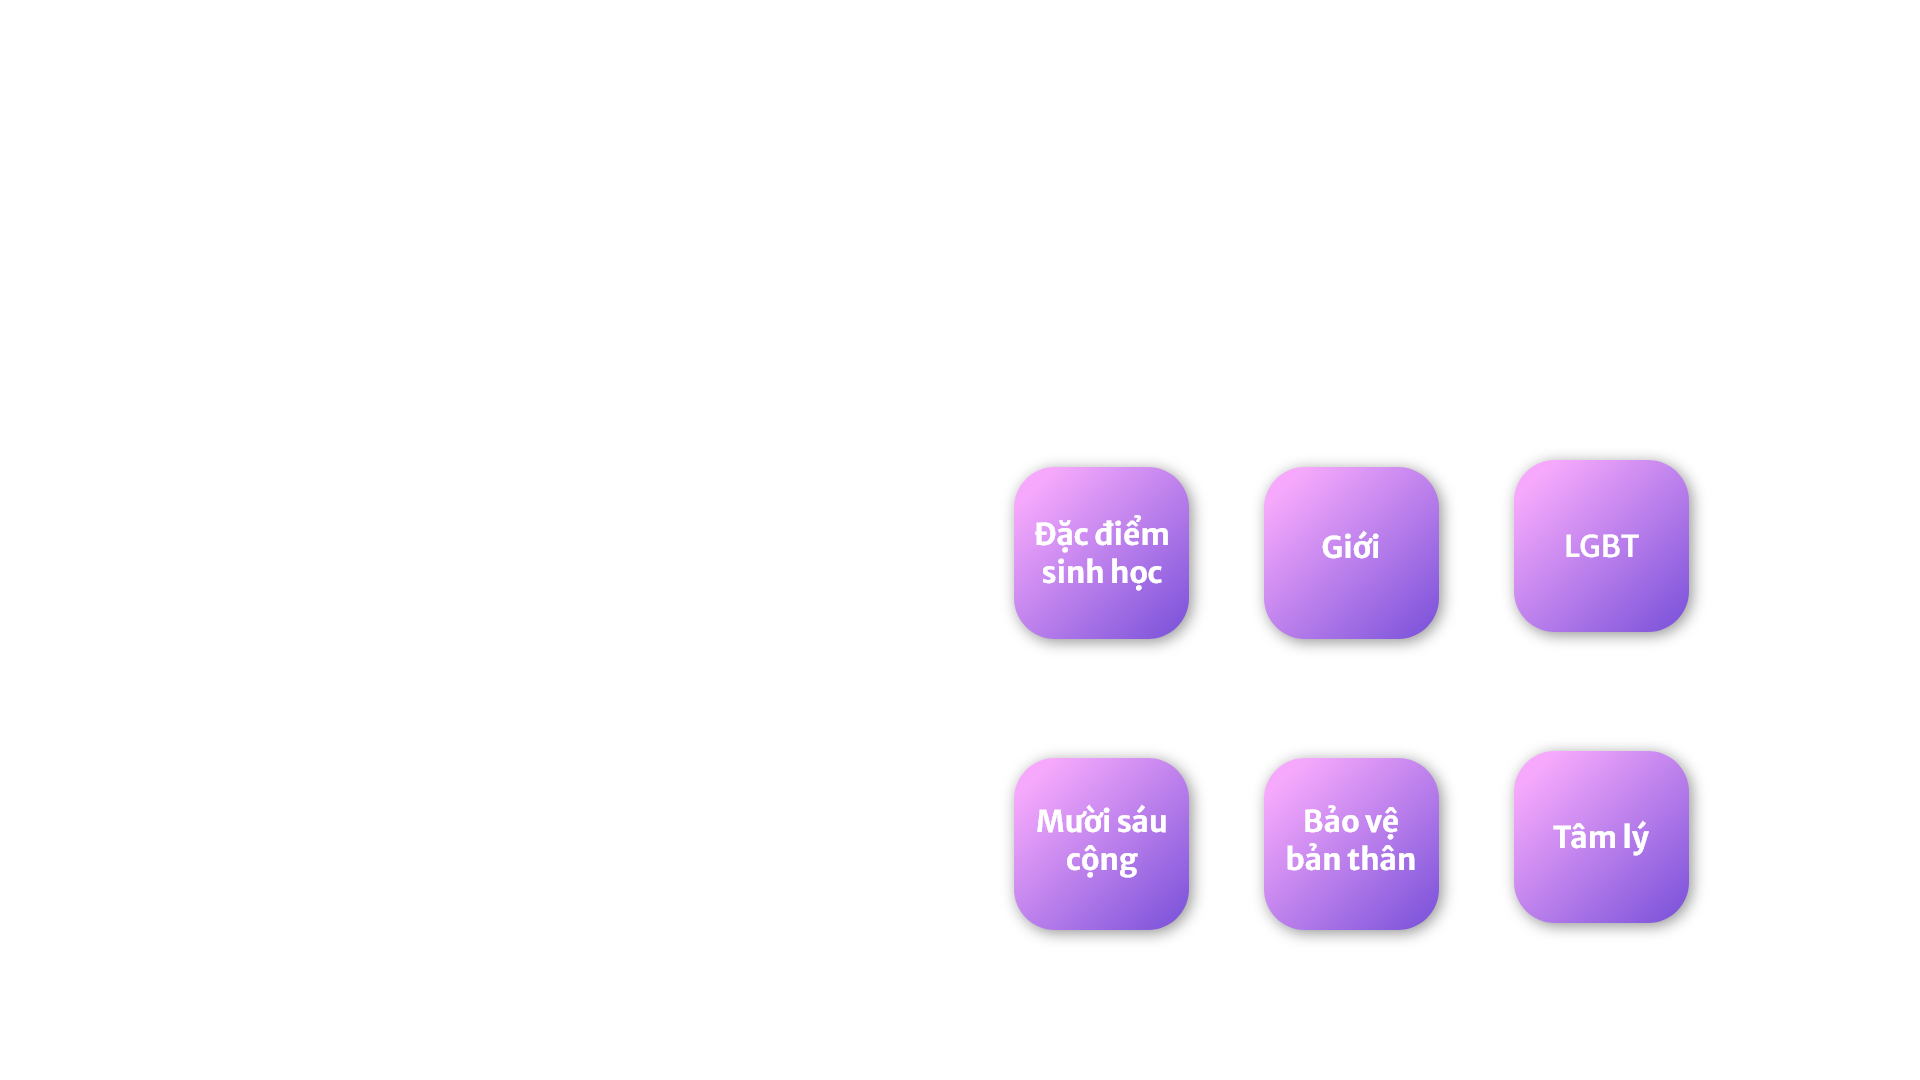 Đặc điểm
sinh học
Giới
LGBT
Mười sáu
cộng
Bảo vệ
bản thân
Tâm lý